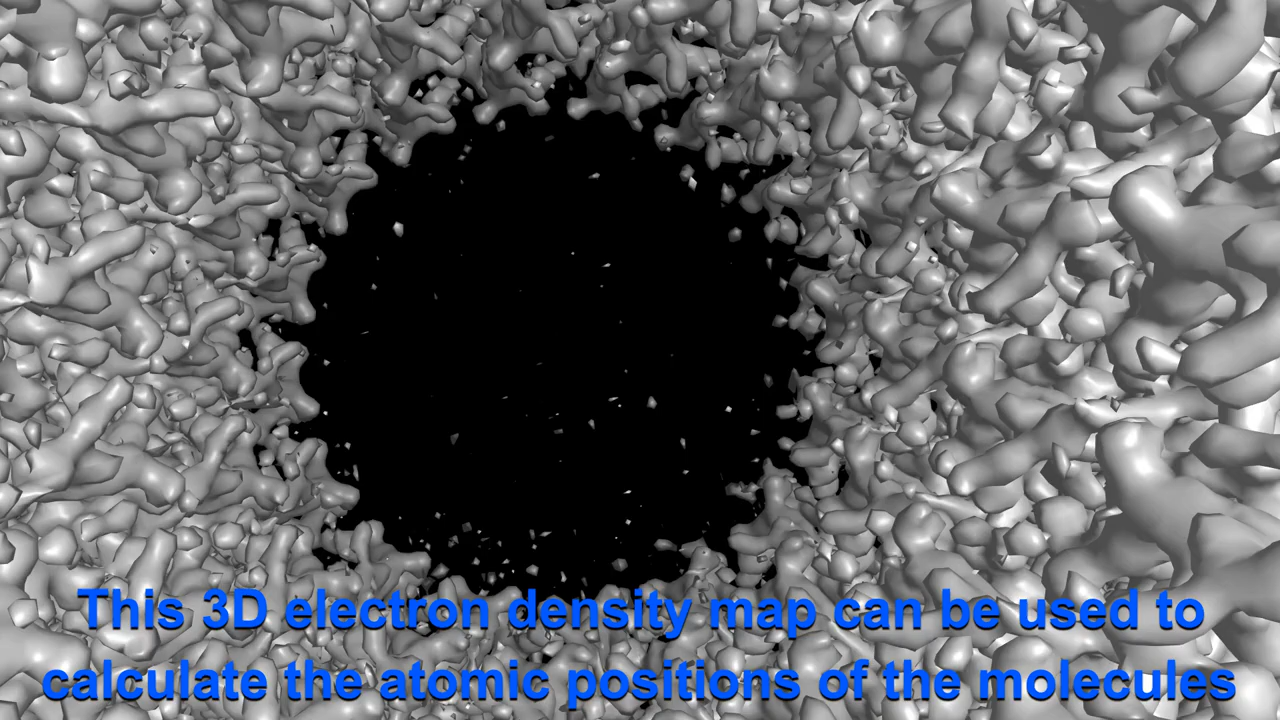 This 3D electron density map can be used to
calculate the atomic positions of the molecules